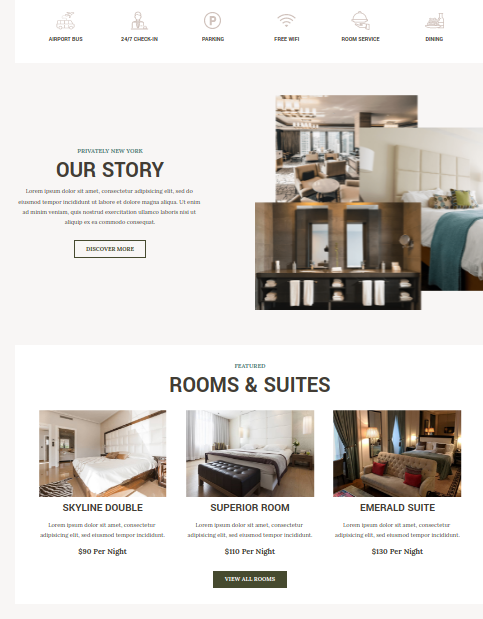 AIRPORT BUS
24/7 CHECK-IN
P
PARKING
FREE WIFI
ROOM SERVICE
DINING
PRIVATELY NEW YORK
OUR STORY
Lorem ipsum dolor sit amet, consectetur adipisicing elit, sed do
eiusmod tempor incididunt ut labore et dolore magna aliqua. Ut enim
ad minim veniam, quis nostrud exercitation ullamco laboris nisi ut
aliquip ex ea commodo consequat.
DISCOVER MORE
FEATURED
ROOMS & SUITES
SKYLINE DOUBLE
Lorem ipsum dolor sit amet, consectetur
adipisicing elit, sed eiusmod tempor incididunt.
$90 Per Night
SUPERIOR ROOM
Lorem ipsum dolor sit amet, consectetur
adipisicing elit, sed eiusmod tempor incididunt.
$110 Per Night
EMERALD SUITE
Lorem ipsum dolor sit amet, consectetur
adipisicing elit, sed eiusmod tempor incididunt.
$130 Per Night
VIEW ALL ROOMS